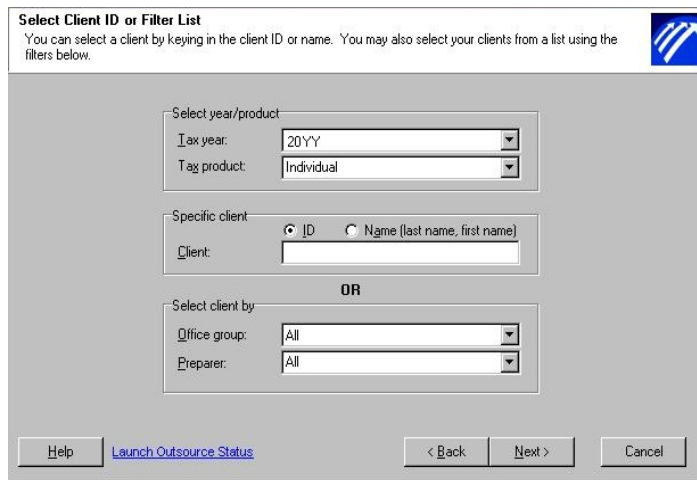 Select Client ID or Filter List
You can select a client by keying in the client ID or name. You may also select your clients from a list using the
filters below.
Select year/product
Tax year: 20YY
Tax product: Individual
Specific client
ID Name (last name, first name)
Client:
OR
Select client by
Office group: All
Preparer: All
Help Launch Outsource Status < Back Next > Cancel